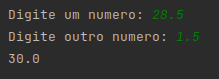 Digite um numero: 28.5
Digite outro numero: 1.5
30.0